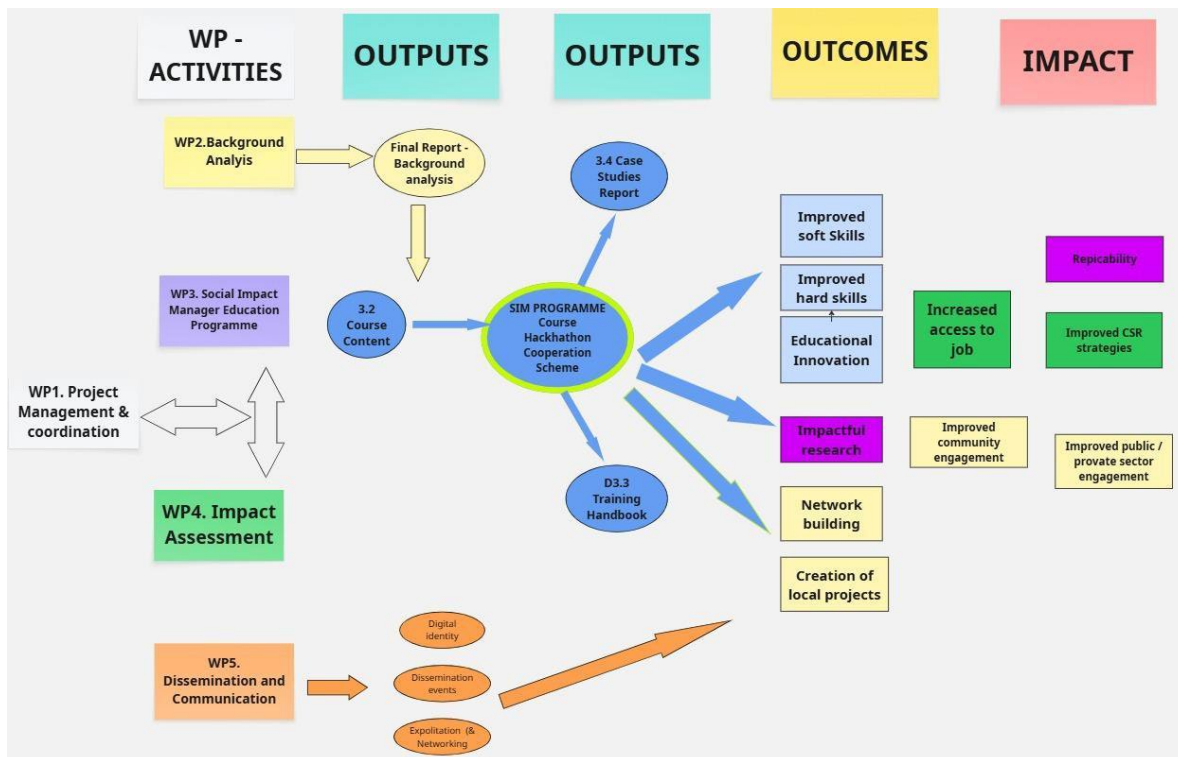 WP -
ACTIVITIES
OUTPUTS
OUTPUTS
OUTCOMES
IMPACT
WP2.Background
Analyis
Final Report -
Background
analysis
3.4 Case
Studies
Report
Improved
soft Skills
Repicability
WP3. Social Impact
Manager Education
Programme
3.2
Course
Content
SIM PROGRAMME
Course
Hackhathon
Cooperation
Scheme
Improved
hard skills
Educational
Innovation
Increased
access to
job
Improved CSR
strategies
WP1. Project
Management &
coordination
Impactful
research
Improved
community
engagement
Improved public /
provate sector
engagement
WP4. Impact
Assessment
D3.3
Training
Handbook
Network
building
Creation of
local projects
WP5.
Dissemination and
Communication
Digital
identity
Dissemination
events
Expolitation (&
Networking